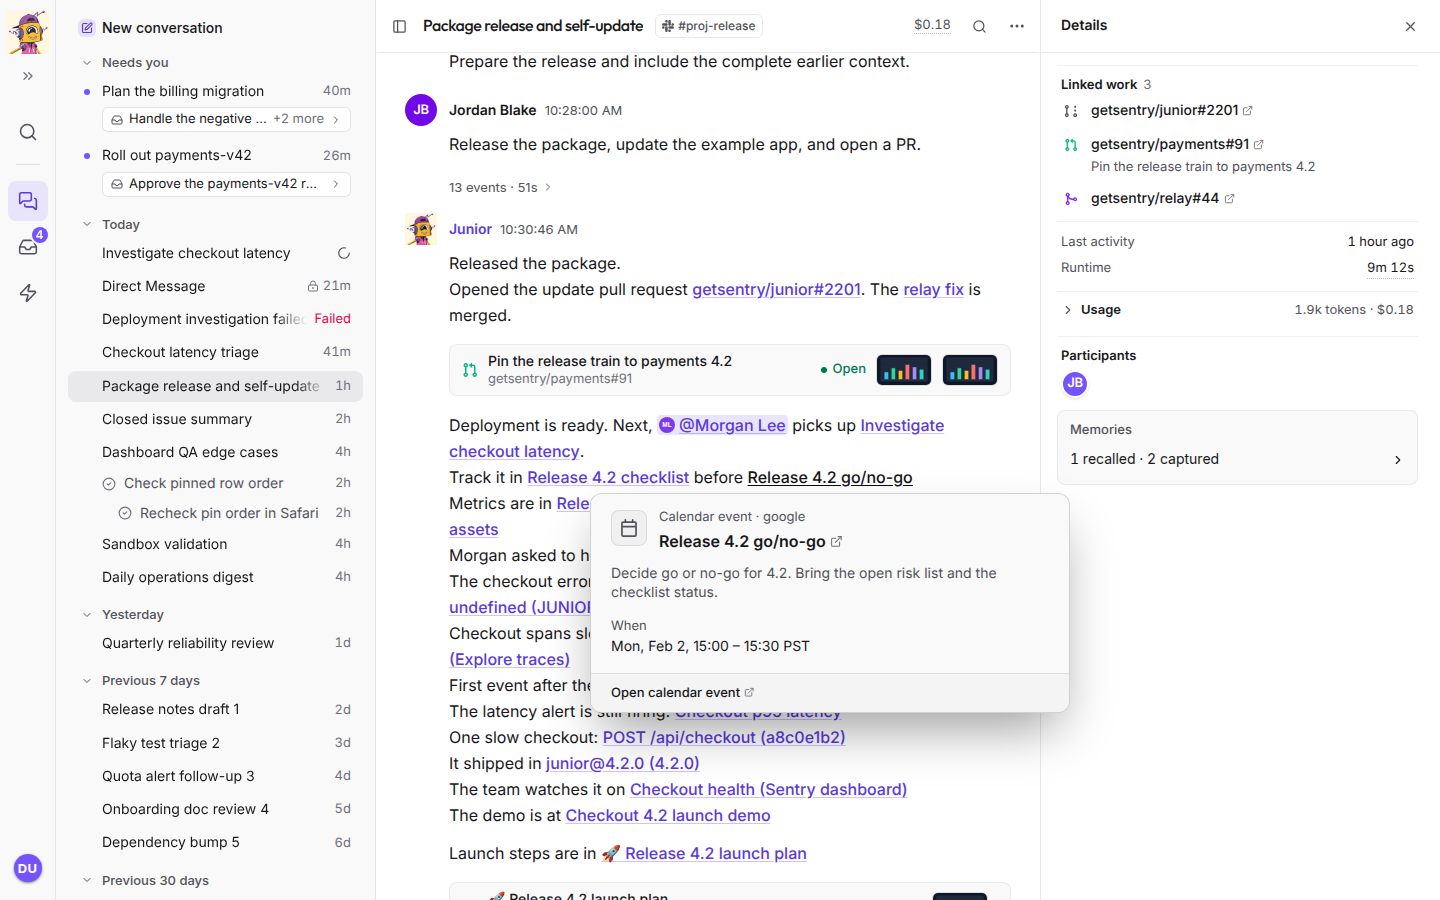 New conversation
Needs you
Plan the billing migration 40m
Handle the negative ... +2 more
Roll out payments-v42 26m
Approve the payments-v42 r...
Today
Investigate checkout latency
Direct Message 21m
Deployment investigation failed Failed
Checkout latency triage 41m
Package release and self-update 1h
Closed issue summary 2h
Dashboard QA edge cases 4h
Check pinned row order 2h
Recheck pin order in Safari 2h
Sandbox validation 4h
Daily operations digest 4h
Yesterday
Quarterly reliability review 1d
Previous 7 days
Release notes draft 1 2d
Flaky test triage 2 3d
Quota alert follow-up 3 4d
Onboarding doc review 4 5d
Dependency bump 5 6d
Previous 30 days
4
DU
Package release and self-update #proj-release $0.18
Prepare the release and include the complete earlier context.
JB Jordan Blake 10:28:00 AM
Release the package, update the example app, and open a PR.
13 events · 51s
Junior 10:30:46 AM
Released the package.
Opened the update pull request getsentry/junior#2201. The relay fix is
merged.
Pin the release train to payments 4.2
getsentry/payments#91
Open
Deployment is ready. Next, ML @Morgan Lee picks up Investigate
checkout latency.
Track it in Release 4.2 checklist before Release 4.2 go/no-go
Metrics are in Rele
assets
Morgan asked to h
The checkout erro
undefined (JUNIOR
Checkout spans sl
(Explore traces)
First event after the
The latency alert is still firing: Checkout p95 latency
One slow checkout: POST /api/checkout (a8c0e1b2)
It shipped in junior@4.2.0 (4.2.0)
The team watches it on Checkout health (Sentry dashboard)
The demo is at Checkout 4.2 launch demo
Launch steps are in 🚀 Release 4.2 launch plan
🚀 Release 4.2 launch plan
Calendar event · google
Release 4.2 go/no-go
Decide go or no-go for 4.2. Bring the open risk list and the
checklist status.
When
Mon, Feb 2, 15:00 – 15:30 PST
Open calendar event
Details
Linked work 3
getsentry/junior#2201
getsentry/payments#91
Pin the release train to payments 4.2
getsentry/relay#44
Last activity 1 hour ago
Runtime 9m 12s
Usage 1.9k tokens · $0.18
Participants
JB
Memories
1 recalled · 2 captured